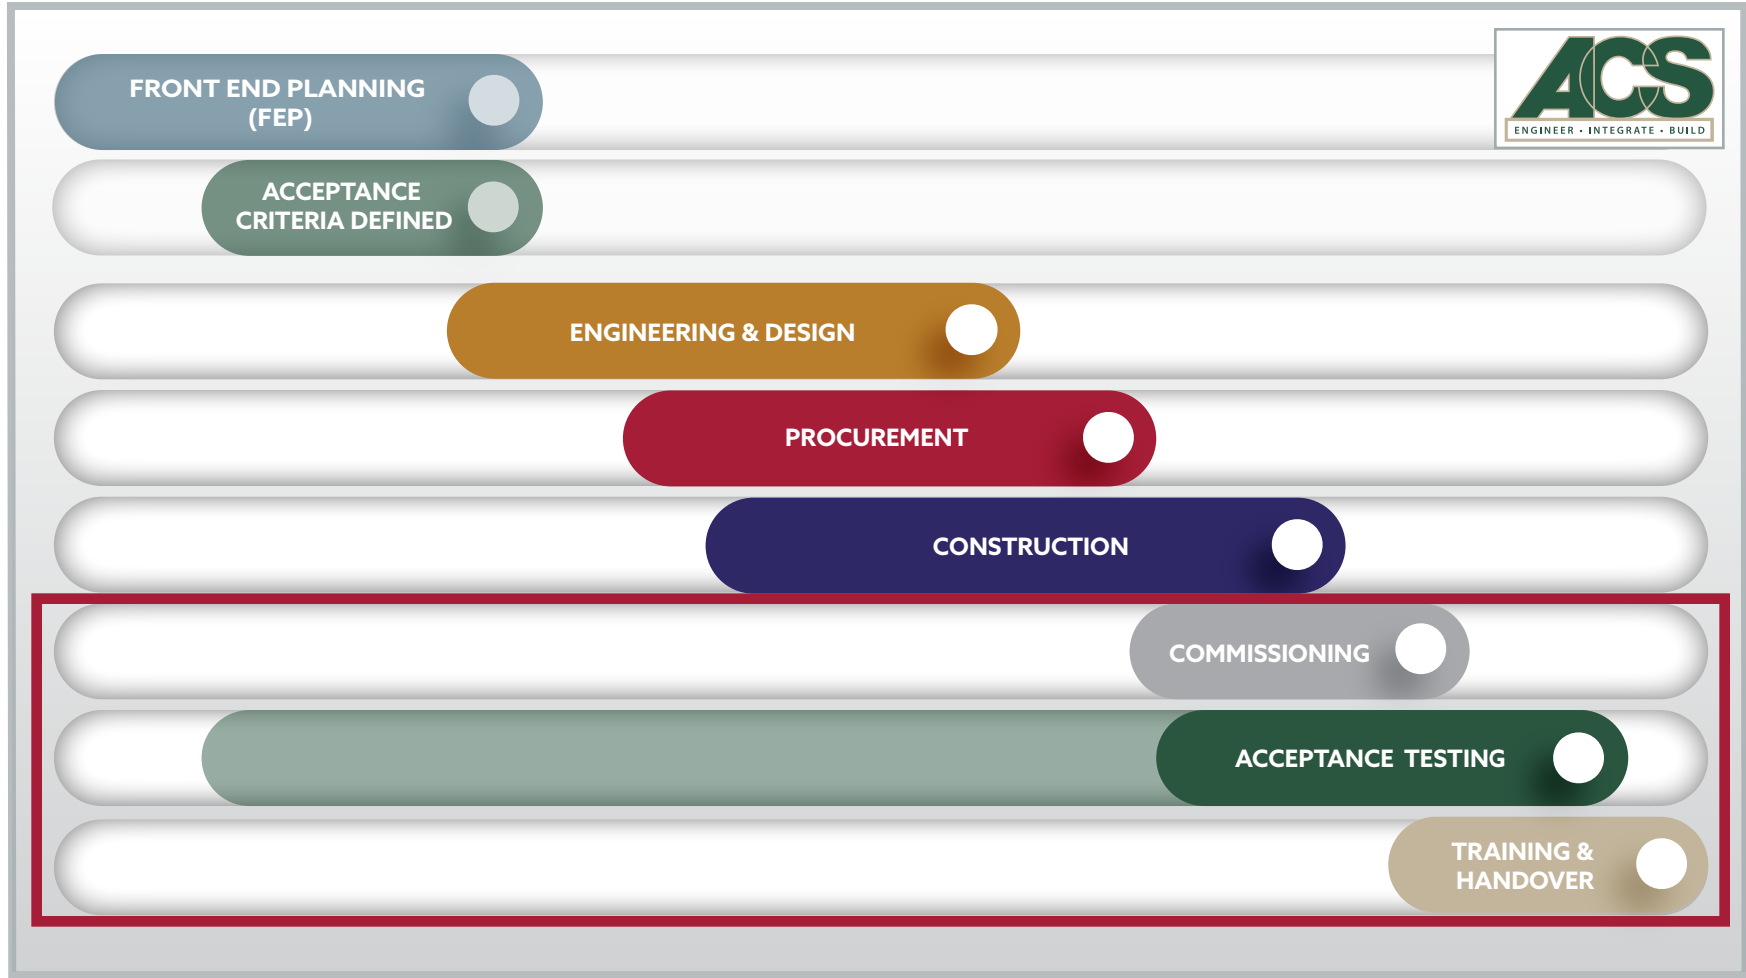 FRONT END PLANNING
(FEP)
ACS
ENGINEER • INTEGRATE • BUILD
ACCEPTANCE
CRITERIA DEFINED
ENGINEERING & DESIGN
PROCUREMENT
CONSTRUCTION
COMMISSIONING
ACCEPTANCE TESTING
TRAINING &
HANDOVER